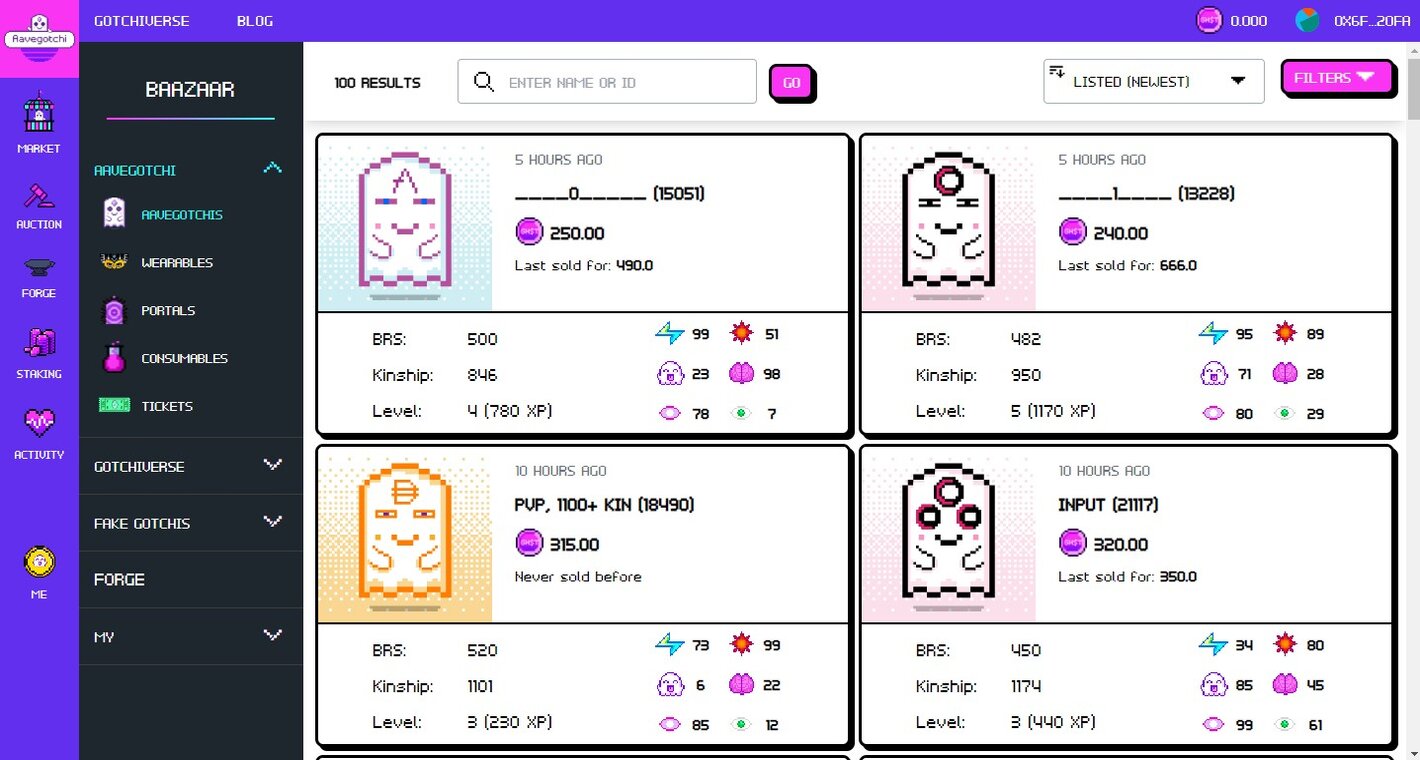 Aavegotchi
GOTCHIVERSE
BLOG
GHST 0.000
0X6F...20FA
MARKET
AUCTION
FORGE
STAKING
ACTIVITY
ME
BAAZAAR
AAVEGOTCHI
AAVEGOTCHIS
WEARABLES
PORTALS
CONSUMABLES
TICKETS
GOTCHIVERSE
FAKE GOTCHIS
FORGE
MY
100 RESULTS
ENTER NAME OR ID
GO
LISTED (NEWEST)
FILTERS
5 HOURS AGO
____0_____ (15051)
GHST 250.00
Last sold for: 490.0
BRS: 500 99 51
Kinship: 846 23 98
Level: 4 (780 XP) 78 7
5 HOURS AGO
____1____ (13228)
GHST 240.00
Last sold for: 666.0
BRS: 482 95 89
Kinship: 950 71 28
Level: 5 (1170 XP) 80 29
10 HOURS AGO
PVP, 1100+ KIN (18490)
GHST 315.00
Never sold before
BRS: 520 73 99
Kinship: 1101 6 22
Level: 3 (230 XP) 85 12
10 HOURS AGO
INPUT (21117)
GHST 320.00
Last sold for: 350.0
BRS: 450 34 80
Kinship: 1174 85 45
Level: 3 (440 XP) 99 61